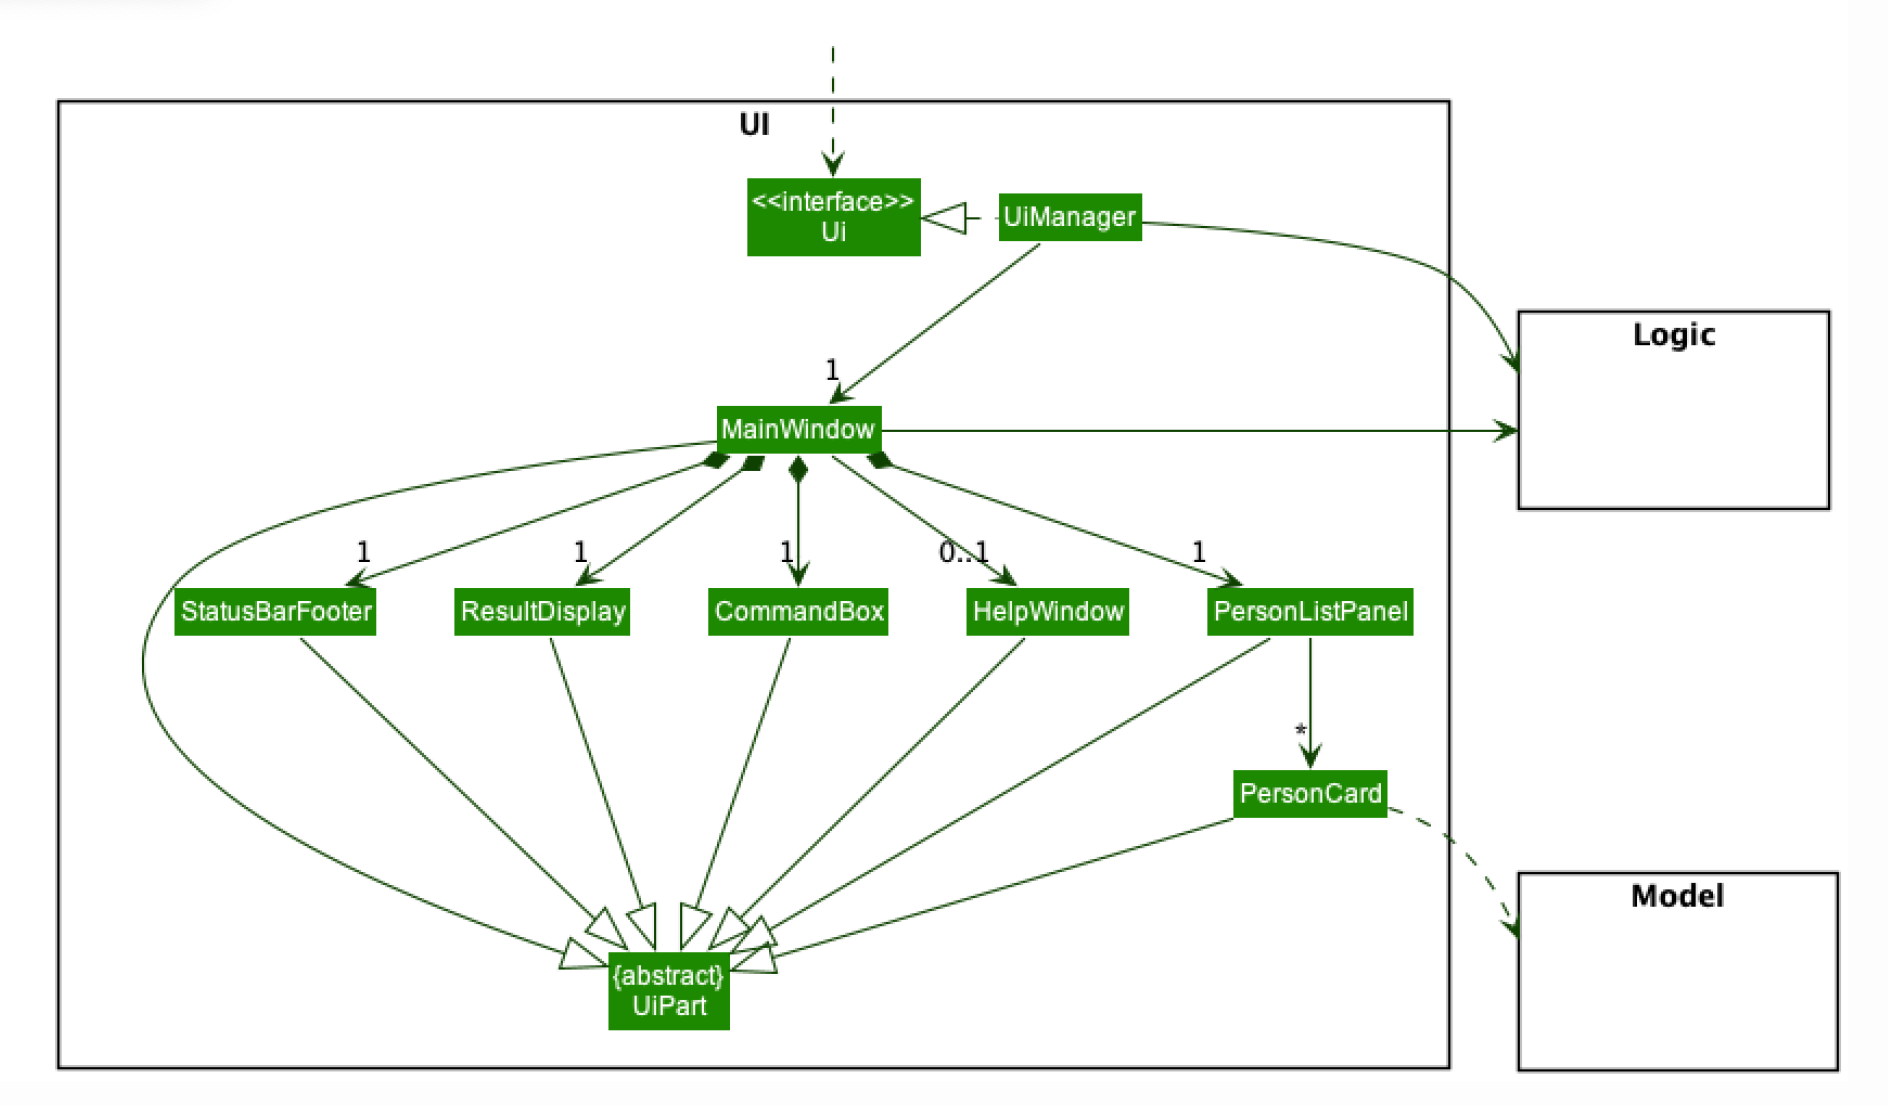 UI
<<interface>>
Ui
UiManager
Logic
1
MainWindow
1
1
1
0..1
1
StatusBarFooter
ResultDisplay
CommandBox
HelpWindow
PersonListPanel
*
PersonCard
Model
{abstract}
UiPart